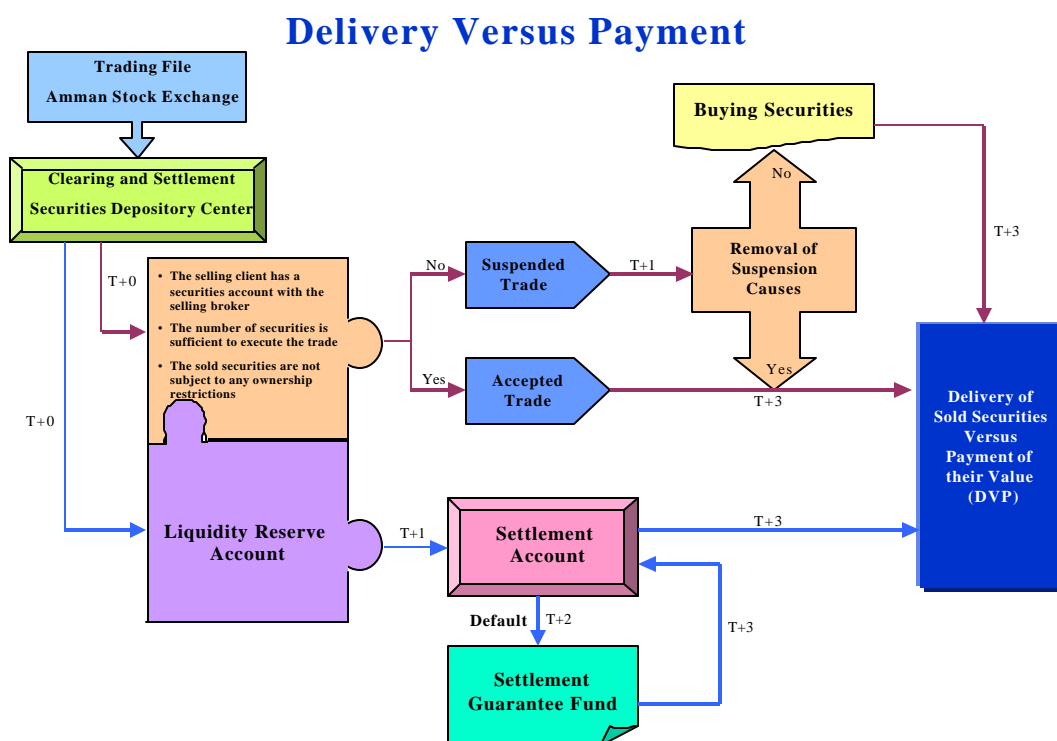 Delivery Versus Payment
Trading File
Amman Stock Exchange
Clearing and Settlement
Securities Depository Center
T+0
T+0
• The selling client has a
securities account with the
selling broker
• The number of securities is
sufficient to execute the trade
• The sold securities are not
subject to any ownership
restrictions
No
Suspended
Trade
T+1
Removal of
Suspension
Causes
No
Yes
Buying Securities
T+3
Yes
Accepted
Trade
T+3
Delivery of
Sold Securities
Versus
Payment of
their Value
(DVP)
Liquidity Reserve
Account
T+1
Settlement
Account
T+3
Default
T+2
T+3
Settlement
Guarantee Fund